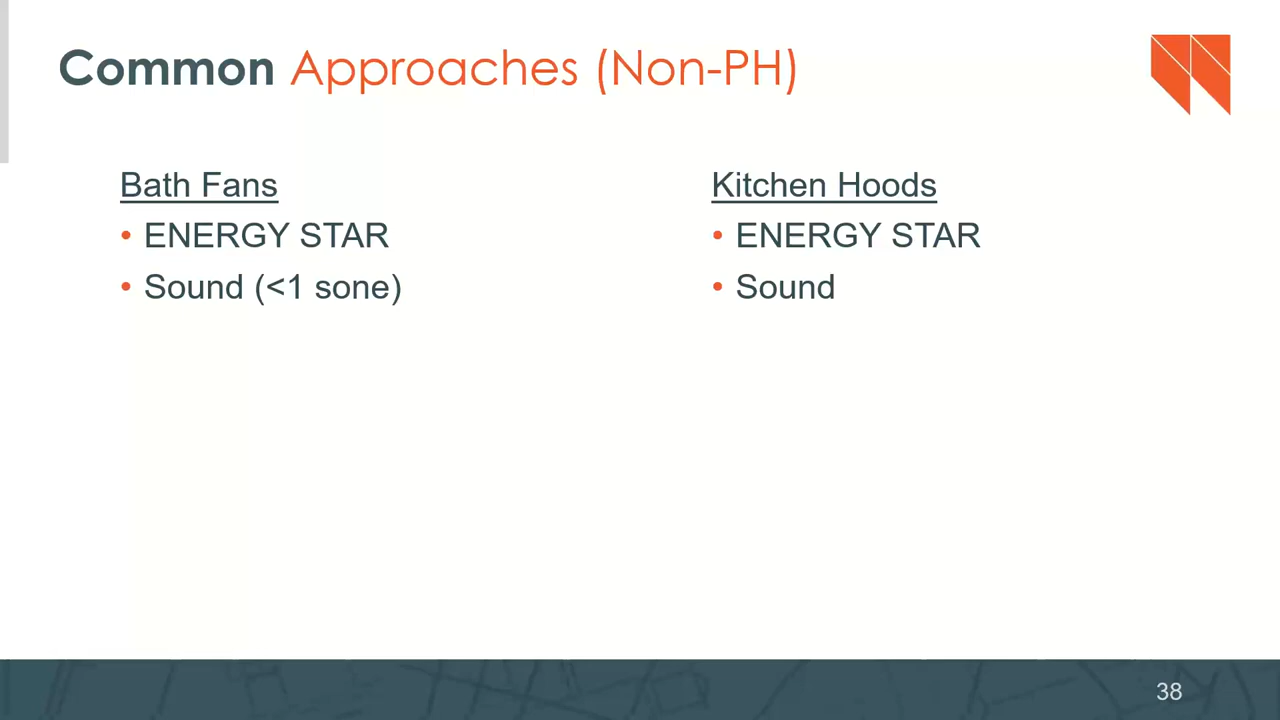 Common Approaches (Non-PH)
Bath Fans
• ENERGY STAR
• Sound (<1 sone)
Kitchen Hoods
• ENERGY STAR
• Sound
38